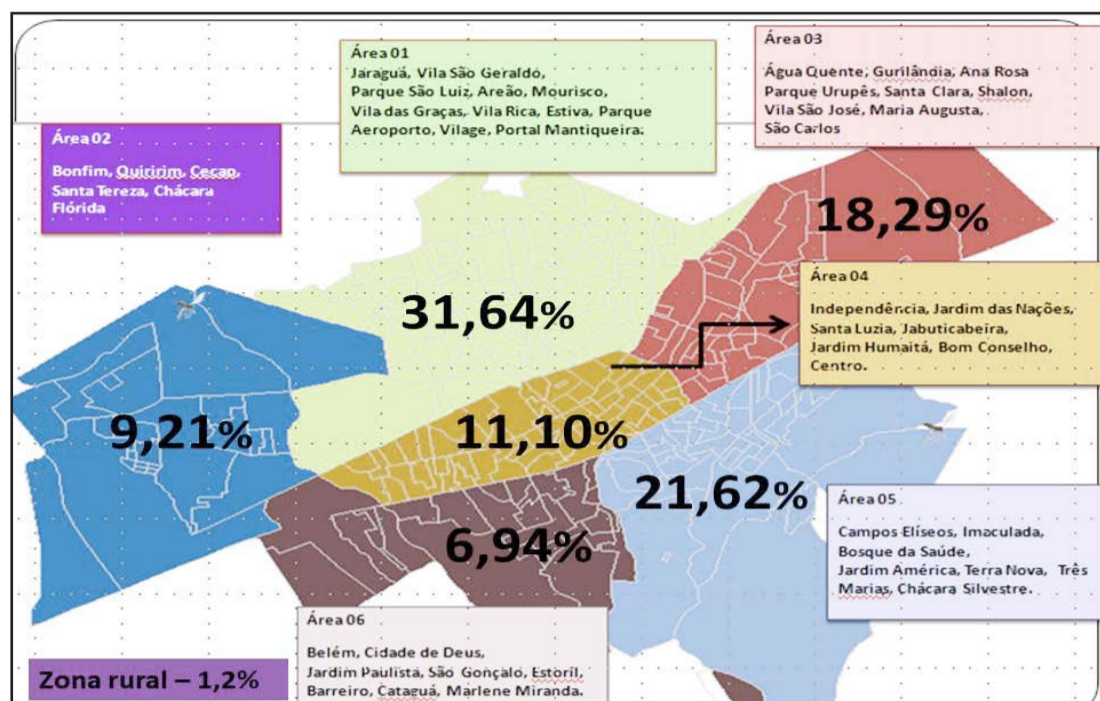 Área 01
Jaraguá, Vila São Geraldo,
Parque São Luiz, Areão, Mourisco,
Vila das Graças, Vila Rica, Estiva, Parque
Aeroporto, Vilage, Portal Mantiqueira.
Área 03
Água Quente, Gurilândia, Ana Rosa
Parque Urupês, Santa Clara, Shalon,
Vila São José, Maria Augusta,
São Carlos
Área 02
Bonfim, Quiririm, Cecap,
Santa Tereza, Chácara
Flórida
18,29%
Área 04
Independência, Jardim das Nações,
Santa Luzia, Jabuticabeira,
Jardim Humaitá, Bom Conselho,
Centro.
31,64%
9,21%
11,10%
21,62%
6,94%
Área 05
Campos Elíseos, Imaculada,
Bosque da Saúde,
Jardim América, Terra Nova, Três
Marias, Chácara Silvestre.
Área 06
Belém, Cidade de Deus,
Jardim Paulista, São Gonçalo, Estoril,
Barreiro, Cataguá, Marlene Miranda.
Zona rural – 1,2%